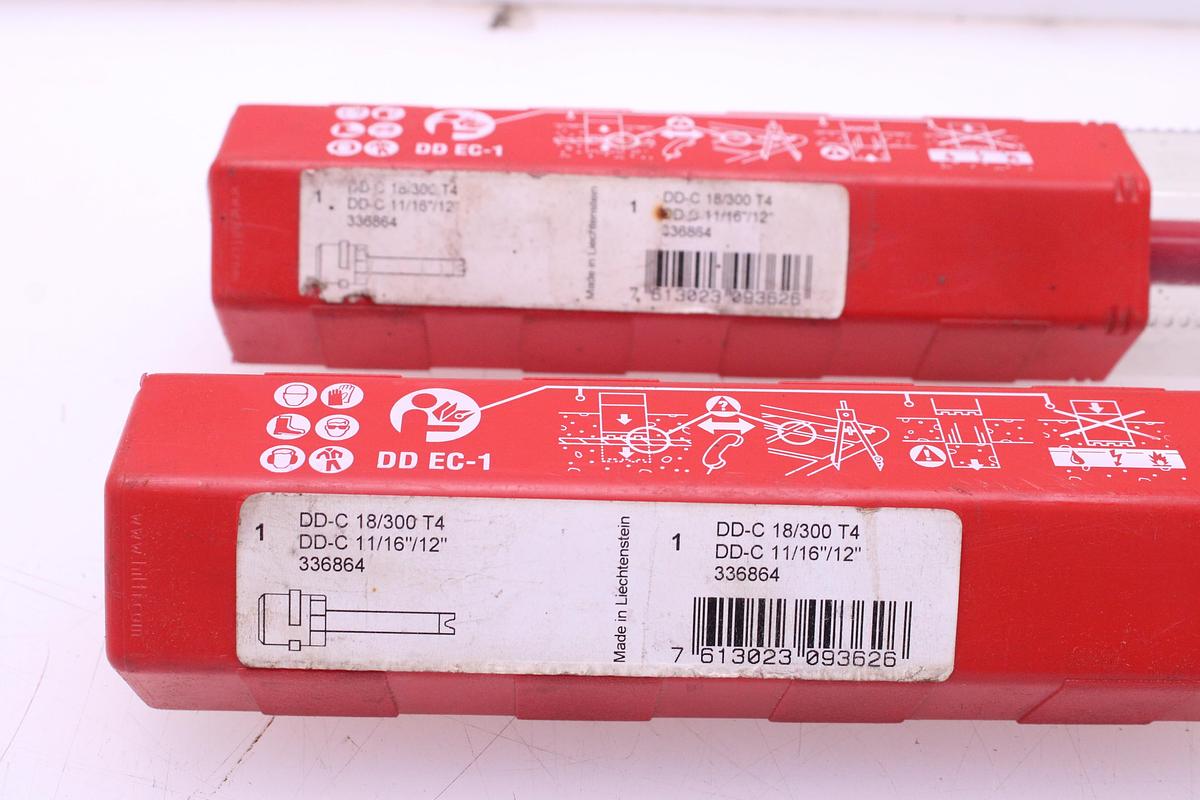 DD EC-1
1
DD-C 18/300 T4
DD-C 11/16"/12"
336864
Made in Liechtenstein
1
DD-C 18/300 T4
DD-C 11/16"/12"
336864
7 613023 093626
DD EC-1
?
www.hilti.com
1
DD-C 18/300 T4
DD-C 11/16"/12"
336864
Made in Liechtenstein
1
DD-C 18/300 T4
DD-C 11/16"/12"
336864
7 613023 093626